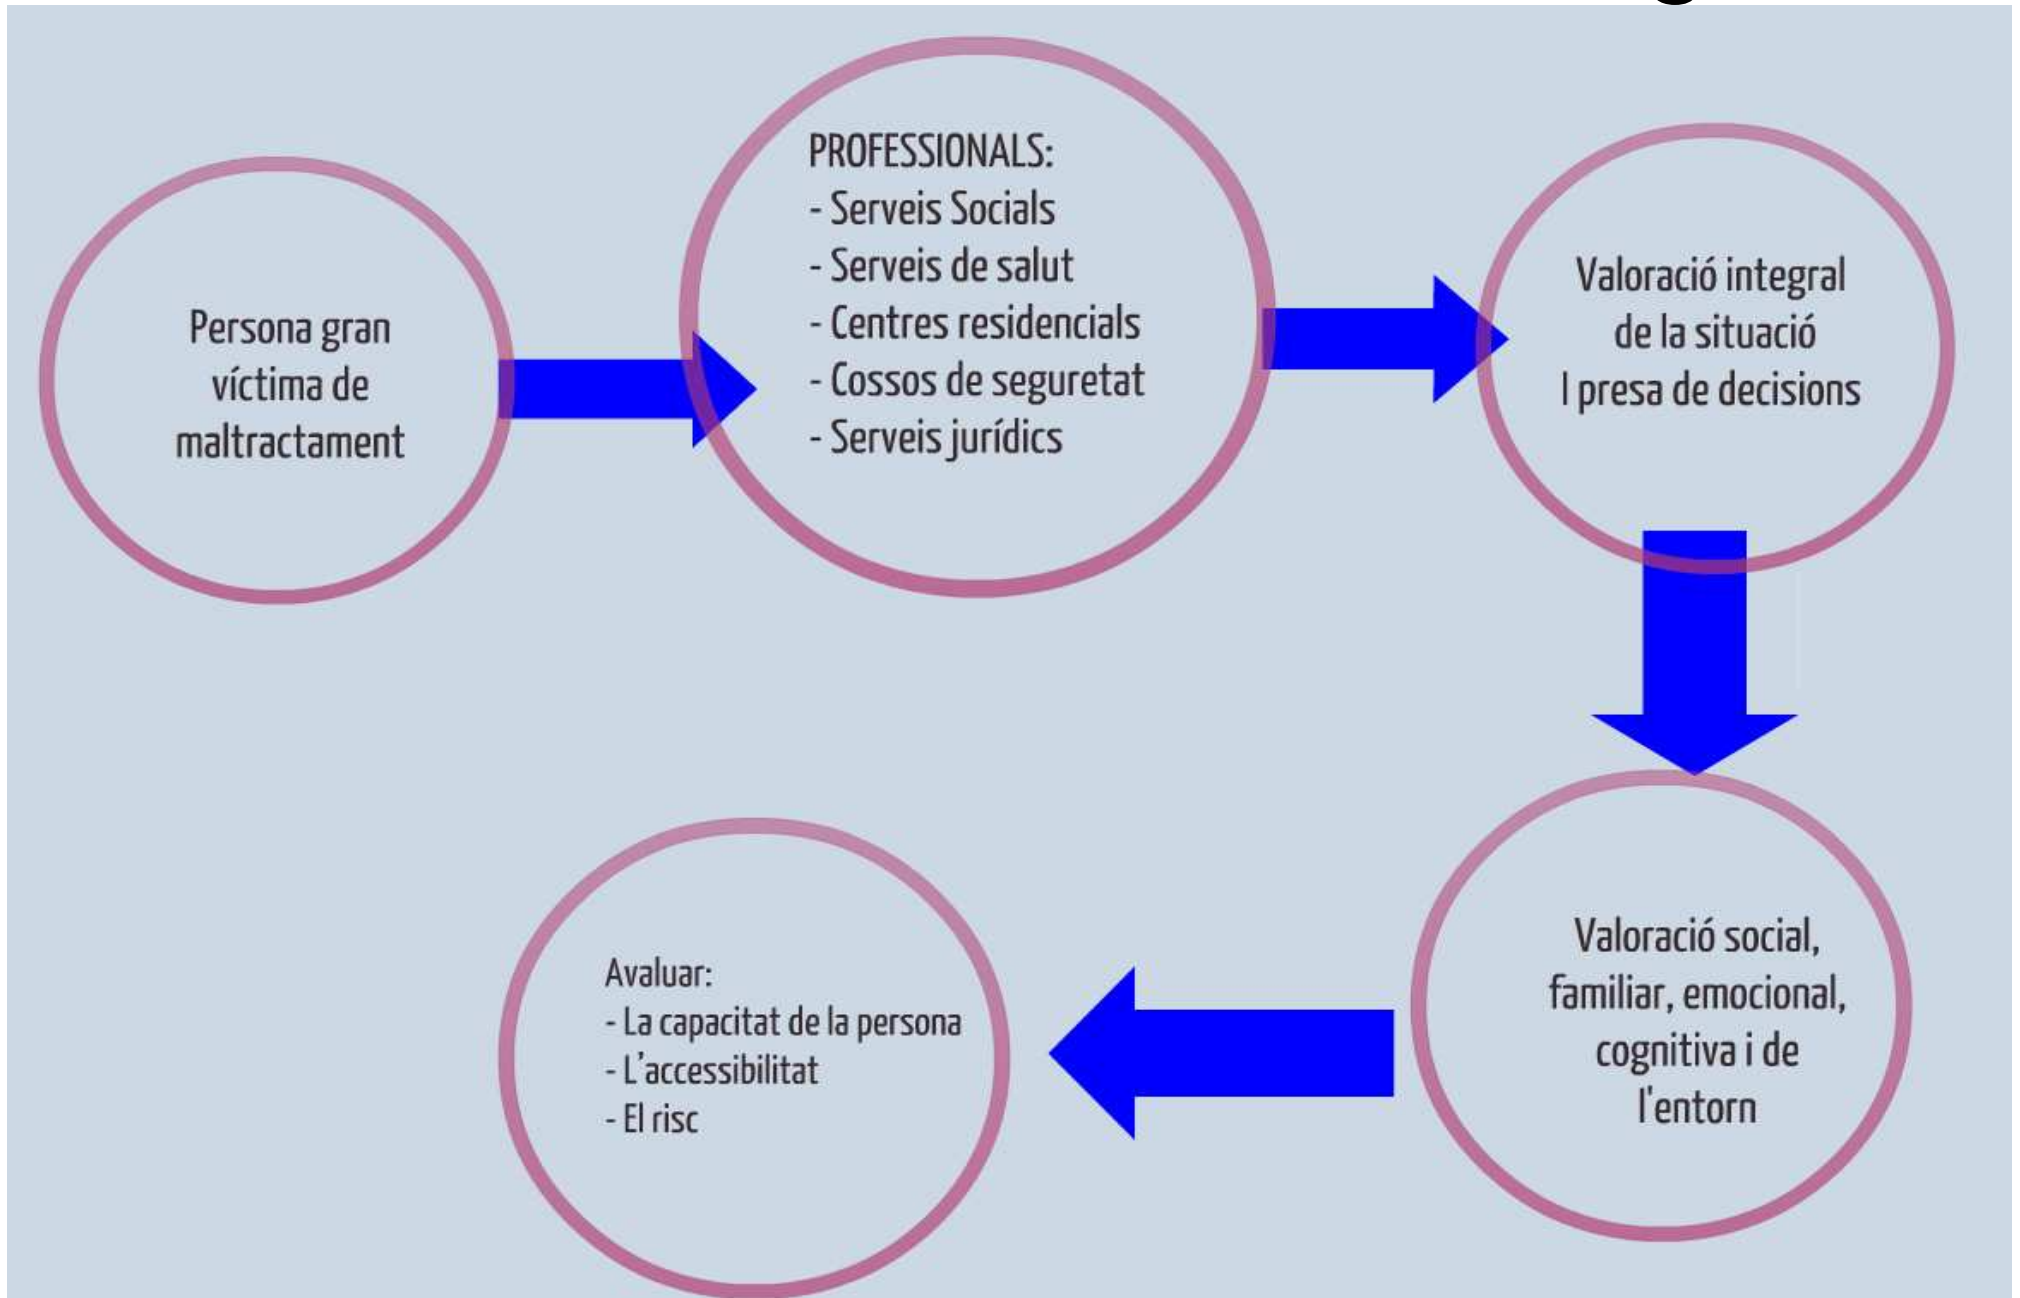 Persona gran
víctima de
maltractament
PROFESSIONALS:
- Serveis Socials
- Serveis de salut
- Centres residencials
- Cossos de seguretat
- Serveis jurídics
Valoració integral
de la situació
I presa de decisions
Valoració social,
familiar, emocional,
cognitiva i de
l'entorn
Avaluar:
- La capacitat de la persona
- L'accessibilitat
- El risc